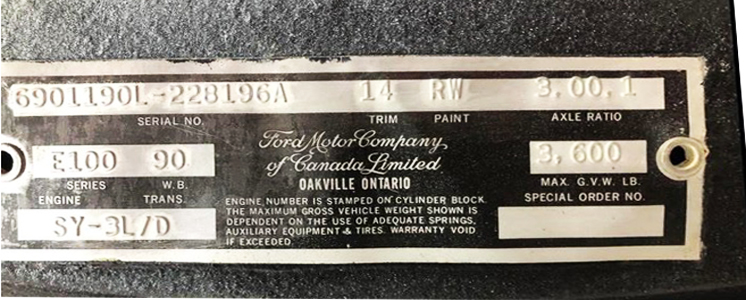 6901190L-228196A 14 RW 3.00.1
SERIAL NO. TRIM PAINT AXLE RATIO
Ford Motor Company
of Canada Limited
OAKVILLE ONTARIO
E100 90 3,600
SERIES W.B. MAX. G.V.W. LB.
ENGINE TRANS. SPECIAL ORDER NO.
SY-3L/D
ENGINE NUMBER IS STAMPED ON CYLINDER BLOCK.
THE MAXIMUM GROSS VEHICLE WEIGHT SHOWN IS
DEPENDENT ON THE USE OF ADEQUATE SPRINGS,
AUXILIARY EQUIPMENT & TIRES. WARRANTY VOID
IF EXCEEDED.